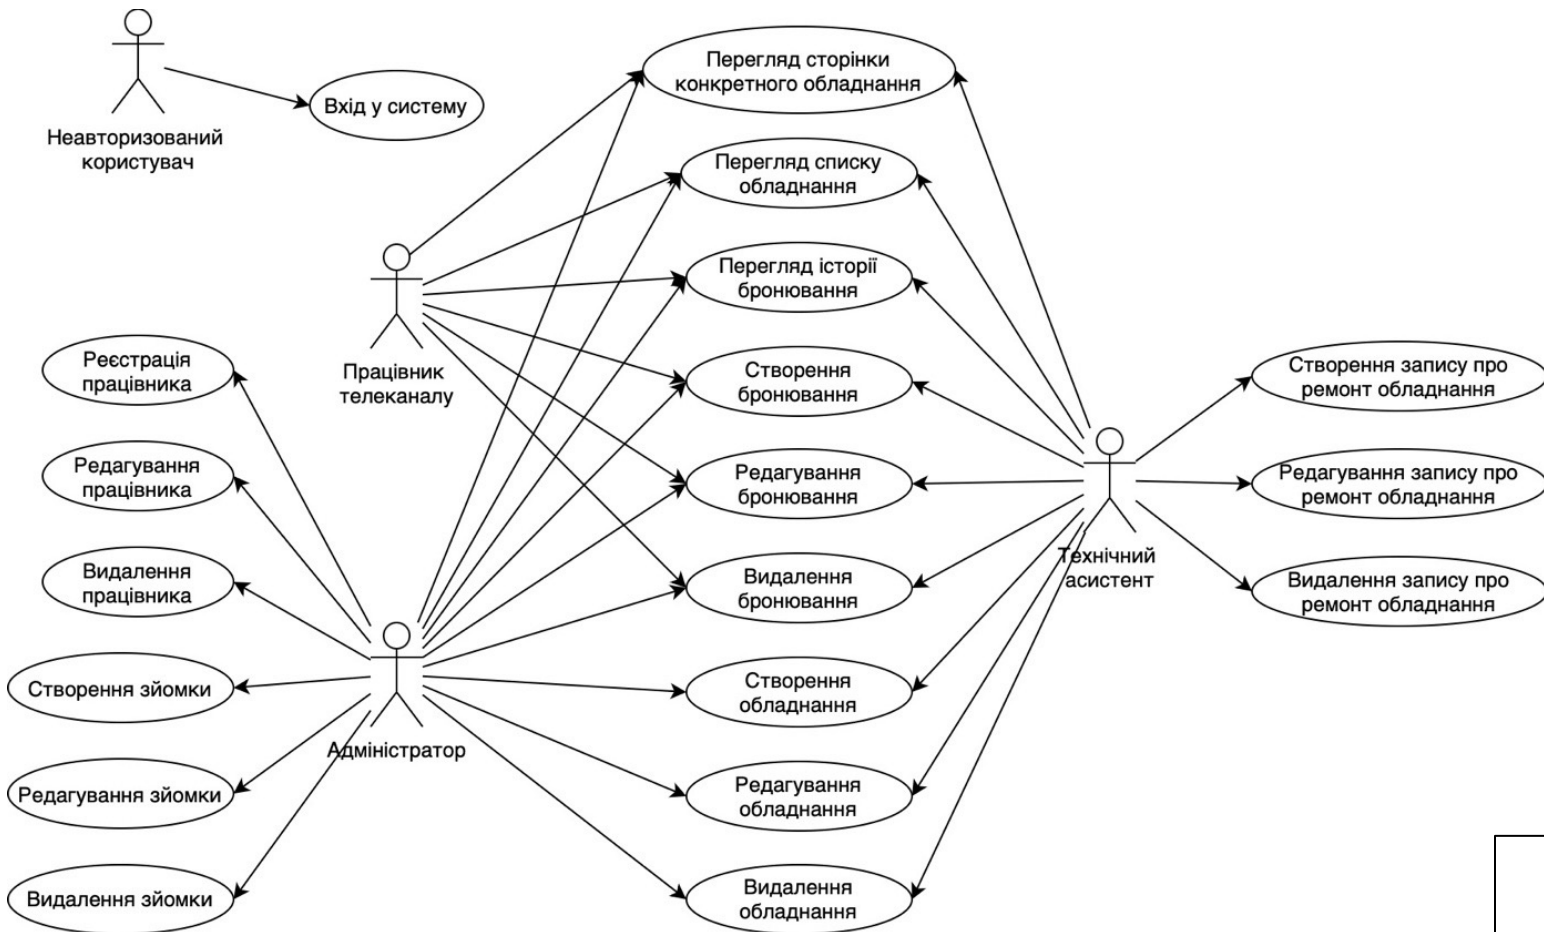 Неавторизований
користувач
Вхід у систему
Перегляд сторінки
конкретного обладнання
Перегляд списку
обладнання
Перегляд історії
бронювання
Працівник
телеканалу
Створення
бронювання
Редагування
бронювання
Видалення
бронювання
Створення
обладнання
Редагування
обладнання
Видалення
обладнання
Реєстрація
працівника
Редагування
працівника
Видалення
працівника
Створення зйомки
Редагування зйомки
Видалення зйомки
Адміністратор
Технічний
асистент
Створення запису про
ремонт обладнання
Редагування запису про
ремонт обладнання
Видалення запису про
ремонт обладнання